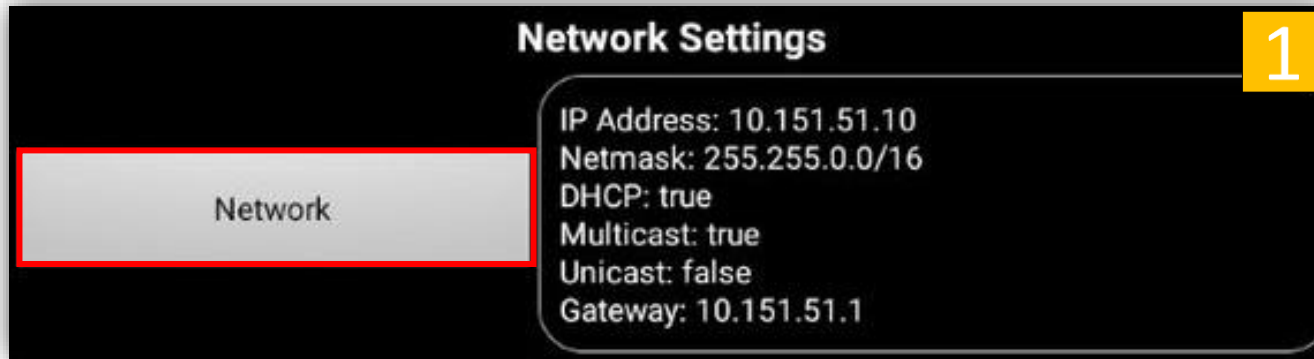 Network Settings
1
Network
IP Address: 10.151.51.10
Netmask: 255.255.0.0/16
DHCP: true
Multicast: true
Unicast: false
Gateway: 10.151.51.1